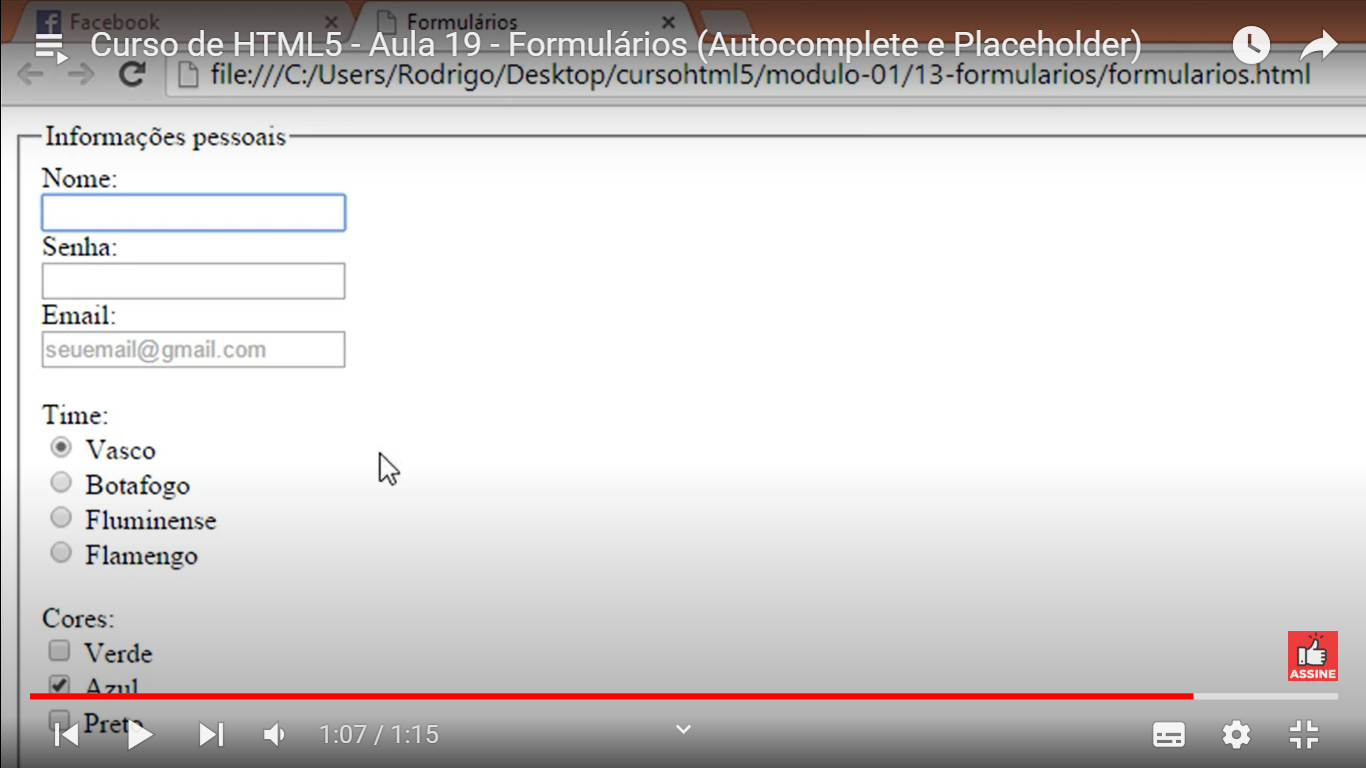 Facebook
Formulários
Curso de HTML5 - Aula 19 - Formulários (Autocomplete e Placeholder)
file:///C:/Users/Rodrigo/Desktop/cursohtml5/modulo-01/13-formularios/formularios.html
Informações pessoais
Nome:
Senha:
Email:
seuemail@gmail.com
Time:
Vasco
Botafogo
Fluminense
Flamengo
Cores:
Verde
Azul
Preto
ASSINE
1:07 / 1:15